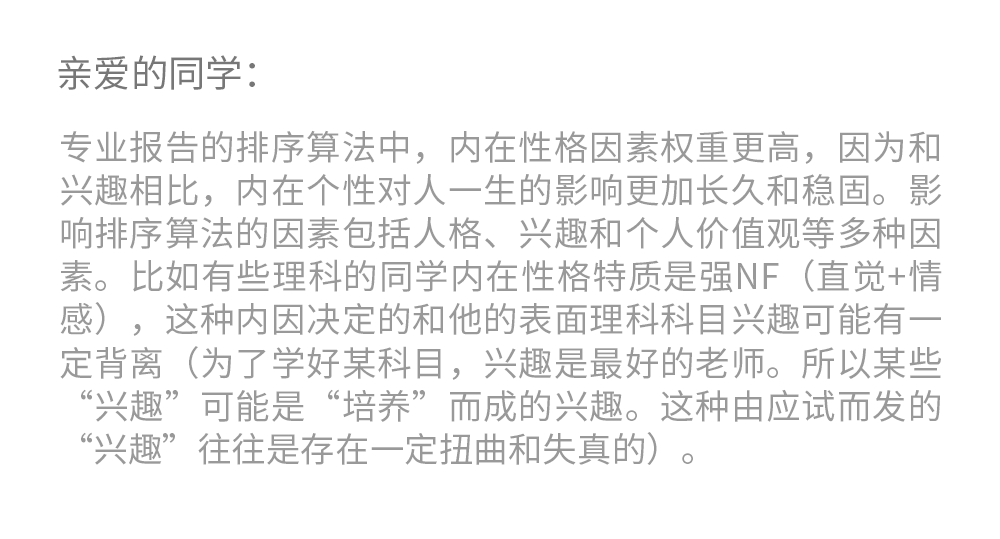 亲爱的同学：
专业报告的排序算法中，内在性格因素权重更高，因为和
兴趣相比，内在个性对人一生的影响更加长久和稳固。影
响排序算法的因素包括人格、兴趣和个人价值观等多种因
素。比如有些理科的同学内在性格特质是强NF（直觉+情
感），这种内因决定的和他的表面理科科目兴趣可能有一
定背离（为了学好某科目，兴趣是最好的老师。所以某些
“兴趣”可能是“培养”而成的兴趣。这种由应试而发的
“兴趣”往往是存在一定扭曲和失真的）。